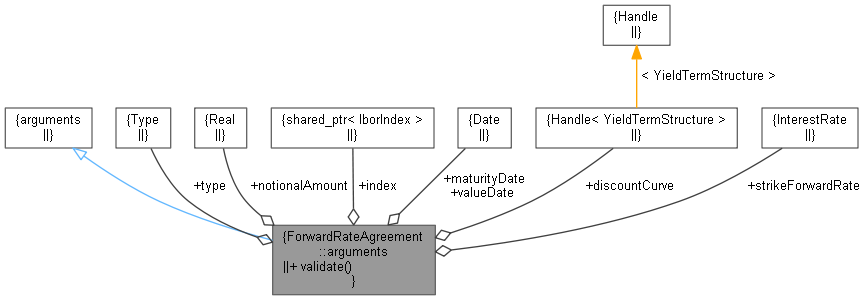 {Handle
||}
< YieldTermStructure >
{arguments
||}
{Type
||}
{Real
||}
{shared_ptr< IborIndex >
||}
{Date
||}
{Handle< YieldTermStructure >
||}
{InterestRate
||}
+type
+notionalAmount
+index
+maturityDate
+valueDate
+discountCurve
+strikeForwardRate
{ForwardRateAgreement
::arguments
||+ validate()
}